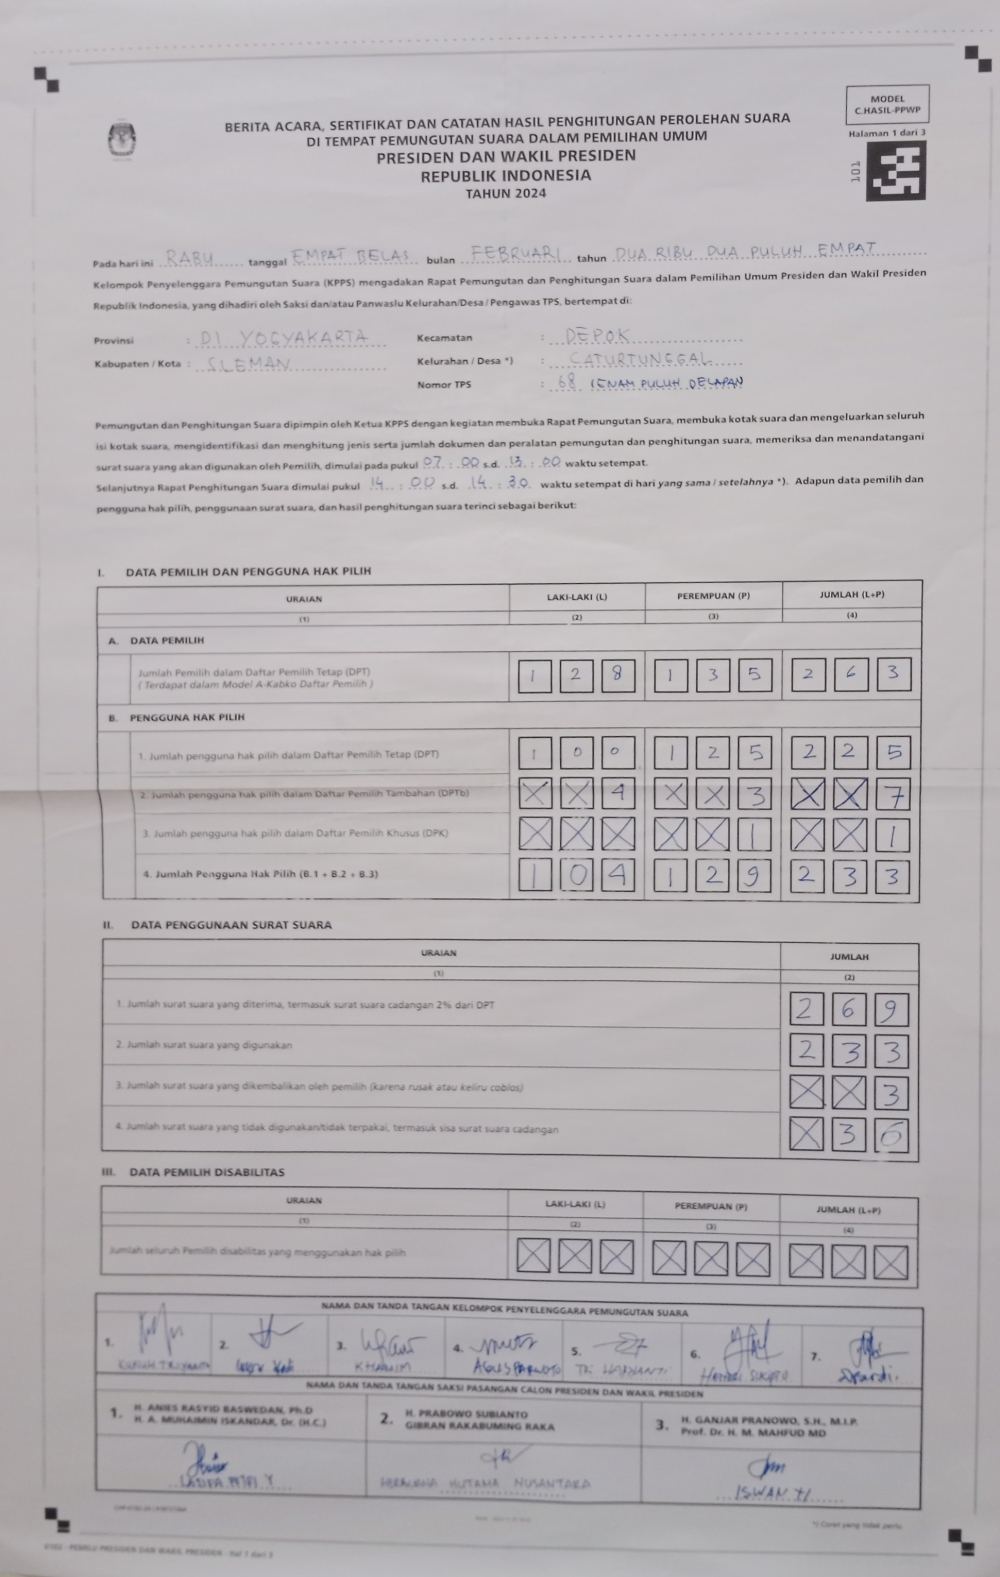 MODEL
C.HASIL-PPWP
Halaman 1 dari 3
101
BERITA ACARA, SERTIFIKAT DAN CATATAN HASIL PENGHITUNGAN PEROLEHAN SUARA
DI TEMPAT PEMUNGUTAN SUARA DALAM PEMILIHAN UMUM
PRESIDEN DAN WAKIL PRESIDEN
REPUBLIK INDONESIA
TAHUN 2024
Pada hari ini RABU tanggal EMPAT BELAS bulan FEBRUARI tahun DUA RIBU DUA PULUH EMPAT
Kelompok Penyelenggara Pemungutan Suara (KPPS) mengadakan Rapat Pemungutan dan Penghitungan Suara dalam Pemilihan Umum Presiden dan Wakil Presiden
Republik Indonesia, yang dihadiri oleh Saksi dan/atau Panwaslu Kelurahan/Desa / Pengawas TPS, bertempat di:
Provinsi : DI YOGYAKARTA Kecamatan : DEPOK
Kabupaten / Kota : SLEMAN Kelurahan / Desa *) : CATURTUNGGAL
Nomor TPS : 68 (ENAM PULUH DELAPAN
Pemungutan dan Penghitungan Suara dipimpin oleh Ketua KPPS dengan kegiatan membuka Rapat Pemungutan Suara, membuka kotak suara dan mengeluarkan seluruh
isi kotak suara, mengidentifikasi dan menghitung jenis serta jumlah dokumen dan peralatan pemungutan dan penghitungan suara, memeriksa dan menandatangani
surat suara yang akan digunakan oleh Pemilih, dimulai pada pukul 07 : 00 s.d. 13 : 00 waktu setempat.
Selanjutnya Rapat Penghitungan Suara dimulai pukul 14 : 00 s.d. 14 : 30 waktu setempat di hari yang sama / setelahnya *). Adapun data pemilih dan
pengguna hak pilih, penggunaan surat suara, dan hasil penghitungan suara terinci sebagai berikut:
I. DATA PEMILIH DAN PENGGUNA HAK PILIH
URAIAN LAKI-LAKI (L) PEREMPUAN (P) JUMLAH (L+P)
(1) (2) (3) (4)
A. DATA PEMILIH
Jumlah Pemilih dalam Daftar Pemilih Tetap (DPT) 1 2 8 1 3 5 2 6 3
( Terdapat dalam Model A-Kabko Daftar Pemilih )
B. PENGGUNA HAK PILIH
1. Jumlah pengguna hak pilih dalam Daftar Pemilih Tetap (DPT) 1 0 0 1 2 5 2 2 5
2. Jumlah pengguna hak pilih dalam Daftar Pemilih Tambahan (DPTb) X X 4 X X 3 X X 7
3. Jumlah pengguna hak pilih dalam Daftar Pemilih Khusus (DPK) X X X X X 1 X X 1
4. Jumlah Pengguna Hak Pilih (B.1 + B.2 + B.3) 1 0 4 1 2 9 2 3 3
II. DATA PENGGUNAAN SURAT SUARA
URAIAN JUMLAH
(1) (2)
1. Jumlah surat suara yang diterima, termasuk surat suara cadangan 2% dari DPT 2 6 9
2. Jumlah surat suara yang digunakan 2 3 3
3. Jumlah surat suara yang dikembalikan oleh pemilih (karena rusak atau keliru coblos) X X 3
4. Jumlah surat suara yang tidak digunakan/tidak terpakai, termasuk sisa surat suara cadangan X 3 6
III. DATA PEMILIH DISABILITAS
URAIAN LAKI-LAKI (L) PEREMPUAN (P) JUMLAH (L+P)
(1) (2) (3) (4)
Jumlah seluruh Pemilih disabilitas yang menggunakan hak pilih X X X X X X X X X
NAMA DAN TANDA TANGAN KELOMPOK PENYELENGGARA PEMUNGUTAN SUARA
1. 2. 3. 4. 5. 6. 7.
NAMA DAN TANDA TANGAN SAKSI PASANGAN CALON PRESIDEN DAN WAKIL PRESIDEN
1. H. ANIES RASYID BASWEDAN, Ph.D
H. A. MUHAIMIN ISKANDAR, Dr. (H.C.)
2. H. PRABOWO SUBIANTO
GIBRAN RAKABUMING RAKA
3. H. GANJAR PRANOWO, S.H., M.I.P.
Prof. Dr. H. M. MAHFUD MD
HUTAMA NUSANTARA
ISWAN
*) Coret yang tidak perlu
0102 - PEMILU PRESIDEN DAN WAKIL PRESIDEN - Hal 1 dari 3